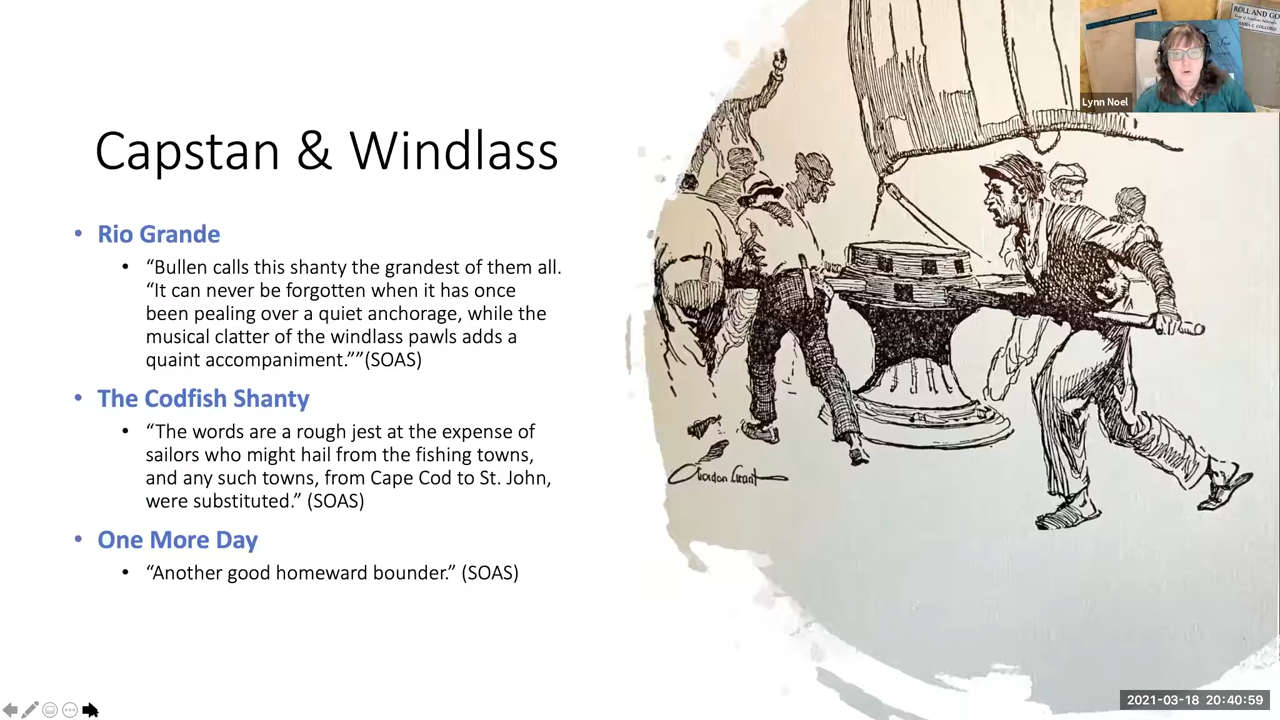 Capstan & Windlass
• Rio Grande
• “Bullen calls this shanty the grandest of them all.
“It can never be forgotten when it has once
been pealing over a quiet anchorage, while the
musical clatter of the windlass pawls adds a
quaint accompaniment.””(SOAS)
• The Codfish Shanty
• “The words are a rough jest at the expense of
sailors who might hail from the fishing towns,
and any such towns, from Cape Cod to St. John,
were substituted.” (SOAS)
• One More Day
• “Another good homeward bounder.” (SOAS)
Gordon Grant
ROLL AND GO
Lynn Noel
2021-03-18 20:40:59